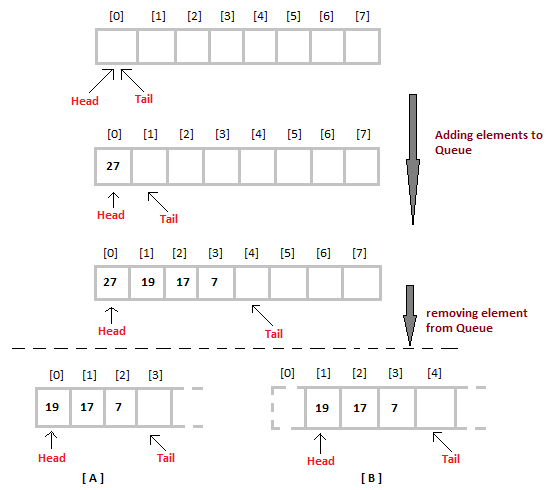 [0] [1] [2] [3] [4] [5] [6] [7]
Head Tail
Adding elements to
Queue
[0] [1] [2] [3] [4] [5] [6] [7]
27
Head Tail
[0] [1] [2] [3] [4] [5] [6] [7]
27 19 17 7
Head Tail
removing element
from Queue
[0] [1] [2] [3]
19 17 7
Head Tail
[ A ]
[0] [1] [2] [3] [4]
19 17 7
Head Tail
[ B ]